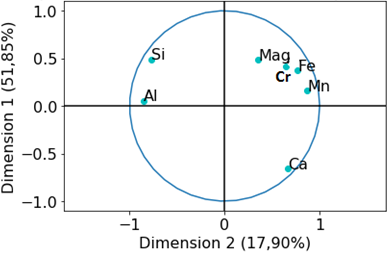 1.0
0.5
0.0
−0.5
−1.0
Dimension 1 (51,85%)
Si
Mag
Cr
Fe
Mn
Al
Ca
−1
0
1
Dimension 2 (17,90%)